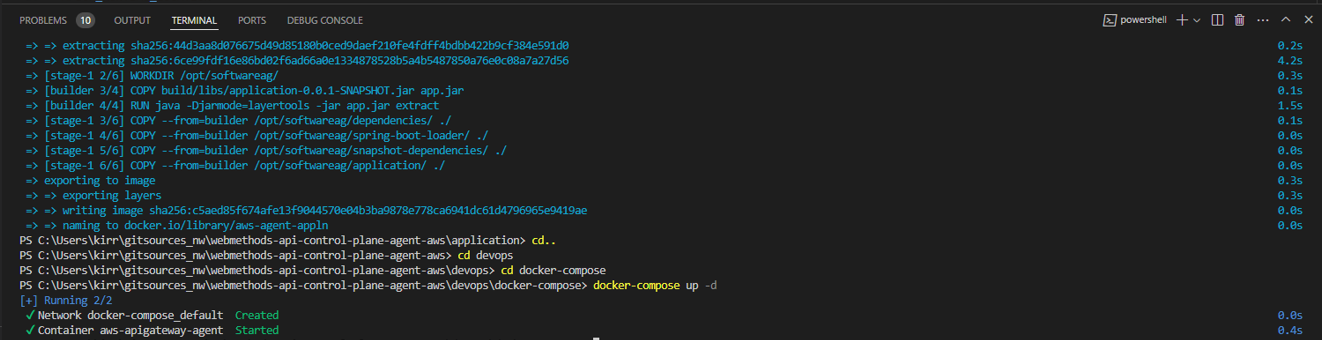 PROBLEMS 10 OUTPUT TERMINAL PORTS DEBUG CONSOLE powershell
=> => extracting sha256:44d3aa8d076675d49d85180b0ced9daef210fe4fdff4bdbb422b9cf384e591d0 0.2s
=> => extracting sha256:6ce99fdf16e86bd02f6ad66a0e1334878528b5a4b5487850a76e0c08a7a27d56 4.2s
=> [stage-1 2/6] WORKDIR /opt/softwareag/ 0.3s
=> [builder 3/4] COPY build/libs/application-0.0.1-SNAPSHOT.jar app.jar 0.1s
=> [builder 4/4] RUN java -Djarmode=layertools -jar app.jar extract 1.5s
=> [stage-1 3/6] COPY --from=builder /opt/softwareag/dependencies/ ./ 0.1s
=> [stage-1 4/6] COPY --from=builder /opt/softwareag/spring-boot-loader/ ./ 0.0s
=> [stage-1 5/6] COPY --from=builder /opt/softwareag/snapshot-dependencies/ ./ 0.0s
=> [stage-1 6/6] COPY --from=builder /opt/softwareag/application/ ./ 0.0s
=> exporting to image 0.3s
=> => exporting layers 0.3s
=> => writing image sha256:c5aed85f674afe13f9044570e04b3ba9878e778ca6941dc61d4796965e9419ae 0.0s
=> => naming to docker.io/library/aws-agent-appln 0.0s
PS C:\Users\kirr\gitsources_nw\webmethods-api-control-plane-agent-aws\application> cd..
PS C:\Users\kirr\gitsources_nw\webmethods-api-control-plane-agent-aws> cd devops
PS C:\Users\kirr\gitsources_nw\webmethods-api-control-plane-agent-aws\devops> cd docker-compose
PS C:\Users\kirr\gitsources_nw\webmethods-api-control-plane-agent-aws\devops\docker-compose> docker-compose up -d
[+] Running 2/2
✓ Network docker-compose_default Created 0.0s
✓ Container aws-apigateway-agent Started 0.4s